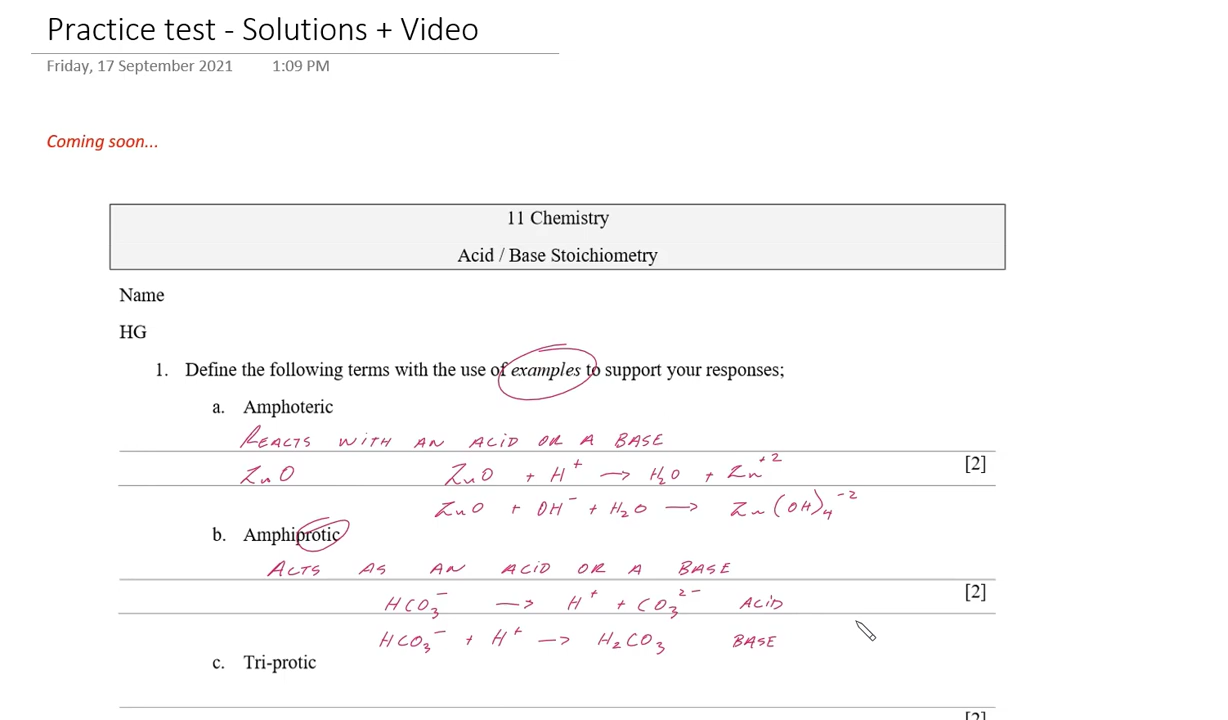 Practice test - Solutions + Video
Friday, 17 September 2021 1:09 PM
Coming soon...
11 Chemistry
Acid / Base Stoichiometry
Name
HG
1. Define the following terms with the use of examples to support your responses;
a. Amphoteric
REACTS WITH AN ACID OR A BASE
[2]
ZnO ZnO + H⁺ → H₂O + Zn⁺²
ZnO + OH⁻ + H₂O → Zn(OH)₄⁻²
b. Amphiprotic
ACTS AS AN ACID OR A BASE
[2]
HCO₃⁻ → H⁺ + CO₃²⁻ ACID
HCO₃⁻ + H⁺ → H₂CO₃ BASE
c. Tri-protic
[2]